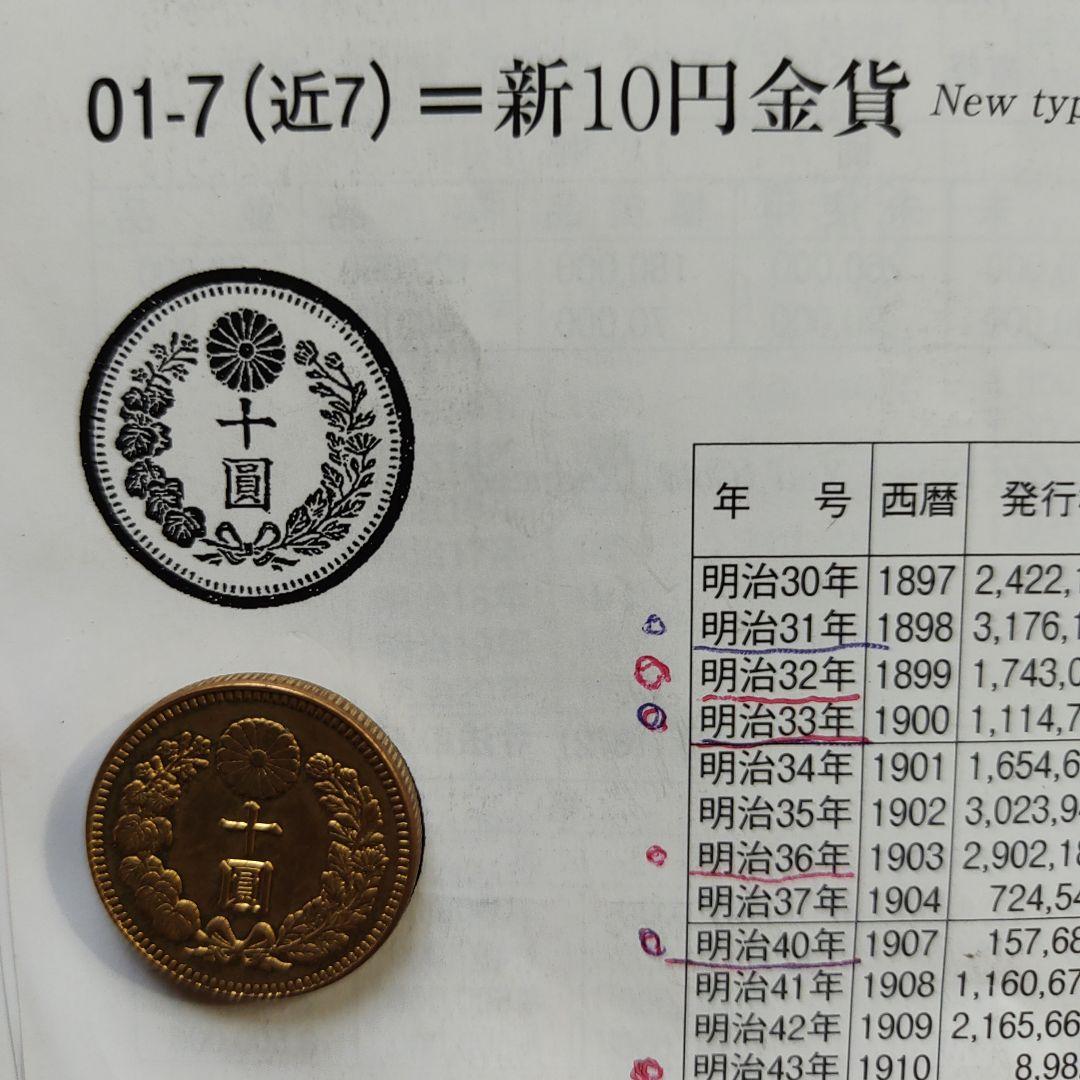 01-7(近7)=新10円金貨 New typ
十
圓
十
圓
年 号 西暦 発行
明治30年 1897 2,422,1
明治31年 1898 3,176,1
明治32年 1899 1,743,0
明治33年 1900 1,114,7
明治34年 1901 1,654,6
明治35年 1902 3,023,94
明治36年 1903 2,902,18
明治37年 1904 724,54
明治40年 1907 157,68
明治41年 1908 1,160,67
明治42年 1909 2,165,66
明治43年 1910 8,98